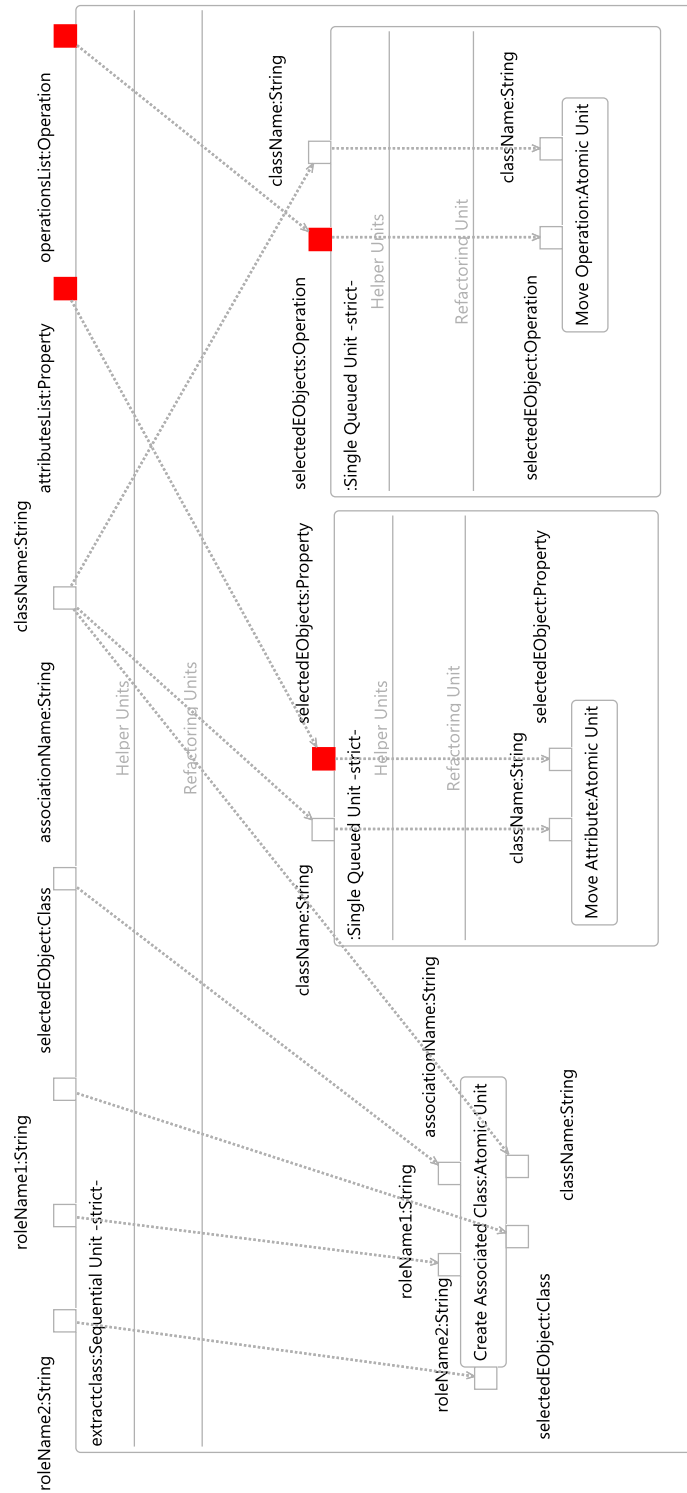 roleName2:String
roleName1:String
selectedEObject:Class
associationName:String
className:String
attributesList:Property
operationsList:Operation
extractclass:Sequential Unit -strict-
Helper Units
Refactoring Units
className:String
selectedEObjects:Property
selectedEObjects:Operation
className:String
:Single Queued Unit -strict-
Helper Units
Refactoring Unit
:Single Queued Unit -strict-
Helper Units
Refactoring Unit
roleName2:String
roleName1:String
associationName:String
Create Associated Class:Atomic Unit
selectedEObject:Class
className:String
className:String
selectedEObject:Property
Move Attribute:Atomic Unit
selectedEObject:Operation
className:String
Move Operation:Atomic Unit